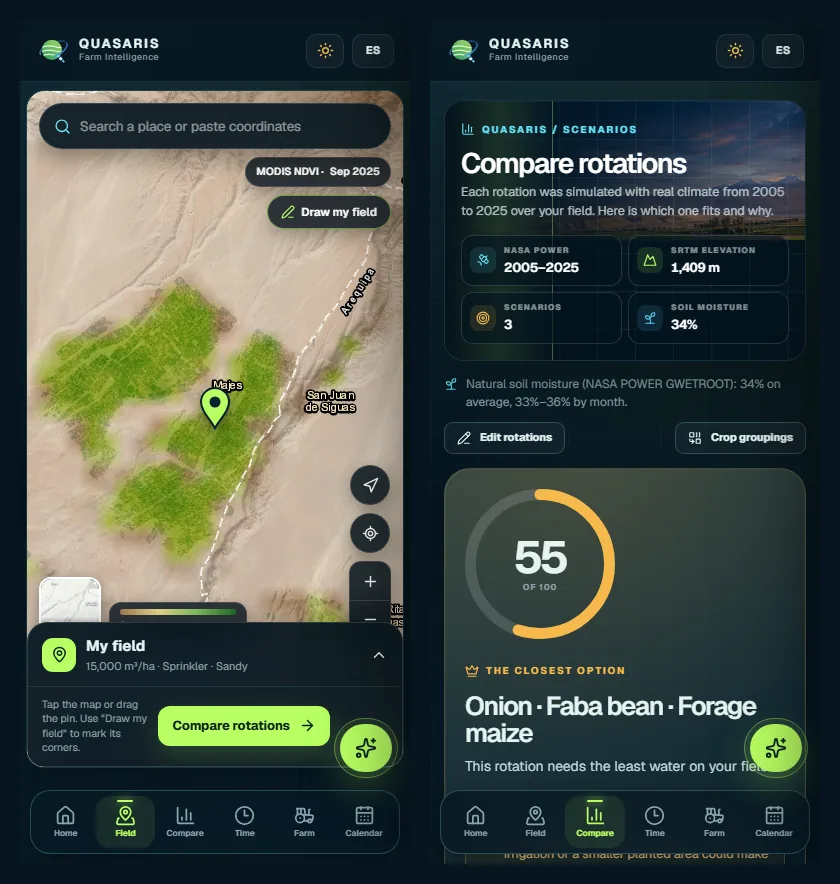 QUASARIS
Farm Intelligence
ES
Search a place or paste coordinates
MODIS NDVI · Sep 2025
Draw my field
Arequipa
Majes
San Juan
de Siguas
+
−
My field
15,000 m³/ha · Sprinkler · Sandy
Tap the map or drag
the pin. Use "Draw my
field" to mark its
corners.
Compare rotations
Home
Field
Compare
Time
Farm
Calendar
QUASARIS
Farm Intelligence
ES
QUASARIS / SCENARIOS
Compare rotations
Each rotation was simulated with real climate from 2005
to 2025 over your field. Here is which one fits and why.
NASA POWER
2005–2025
SRTM ELEVATION
1,409 m
SCENARIOS
3
SOIL MOISTURE
34%
Natural soil moisture (NASA POWER GWETROOT): 34% on
average, 33%–36% by month.
Edit rotations
Crop groupings
55
OF 100
THE CLOSEST OPTION
Onion · Faba bean · Forage
maize
This rotation needs the least water on your
irrigation or a smaller planted area could make
Home
Field
Compare
Time
Farm
Calendar